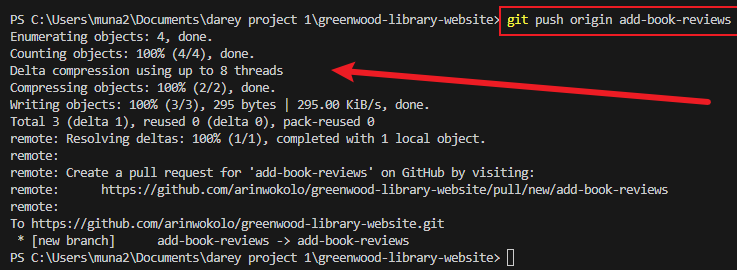 PS C:\Users\muna2\Documents\darey project 1\greenwood-library-website> git push origin add-book-reviews
Enumerating objects: 4, done.
Counting objects: 100% (4/4), done.
Delta compression using up to 8 threads
Compressing objects: 100% (2/2), done.
Writing objects: 100% (3/3), 295 bytes | 295.00 KiB/s, done.
Total 3 (delta 1), reused 0 (delta 0), pack-reused 0
remote: Resolving deltas: 100% (1/1), completed with 1 local object.
remote:
remote: Create a pull request for 'add-book-reviews' on GitHub by visiting:
remote:      https://github.com/arinwokolo/greenwood-library-website/pull/new/add-book-reviews
remote:
To https://github.com/arinwokolo/greenwood-library-website.git
 * [new branch]      add-book-reviews -> add-book-reviews
PS C:\Users\muna2\Documents\darey project 1\greenwood-library-website>